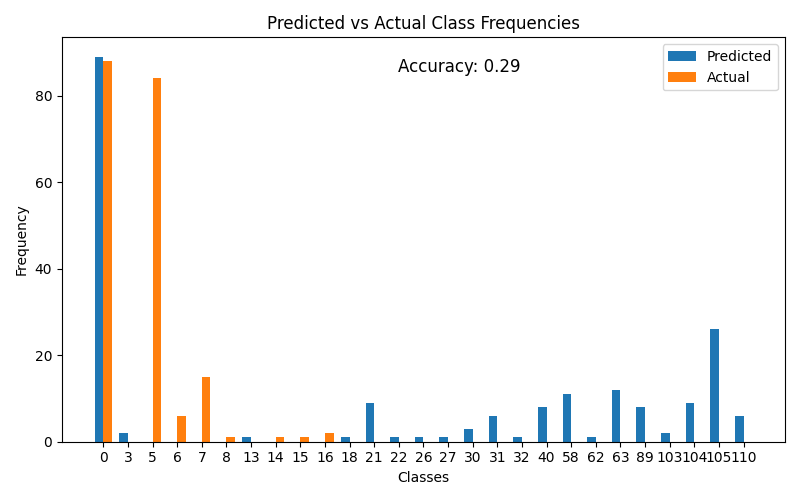 Predicted vs Actual Class Frequencies
Accuracy: 0.29
Predicted
Actual
Frequency
80
60
40
20
0
0 3 5 6 7 8 13 14 15 16 18 21 22 26 27 30 31 32 40 58 62 63 89 103 104 105 110
Classes